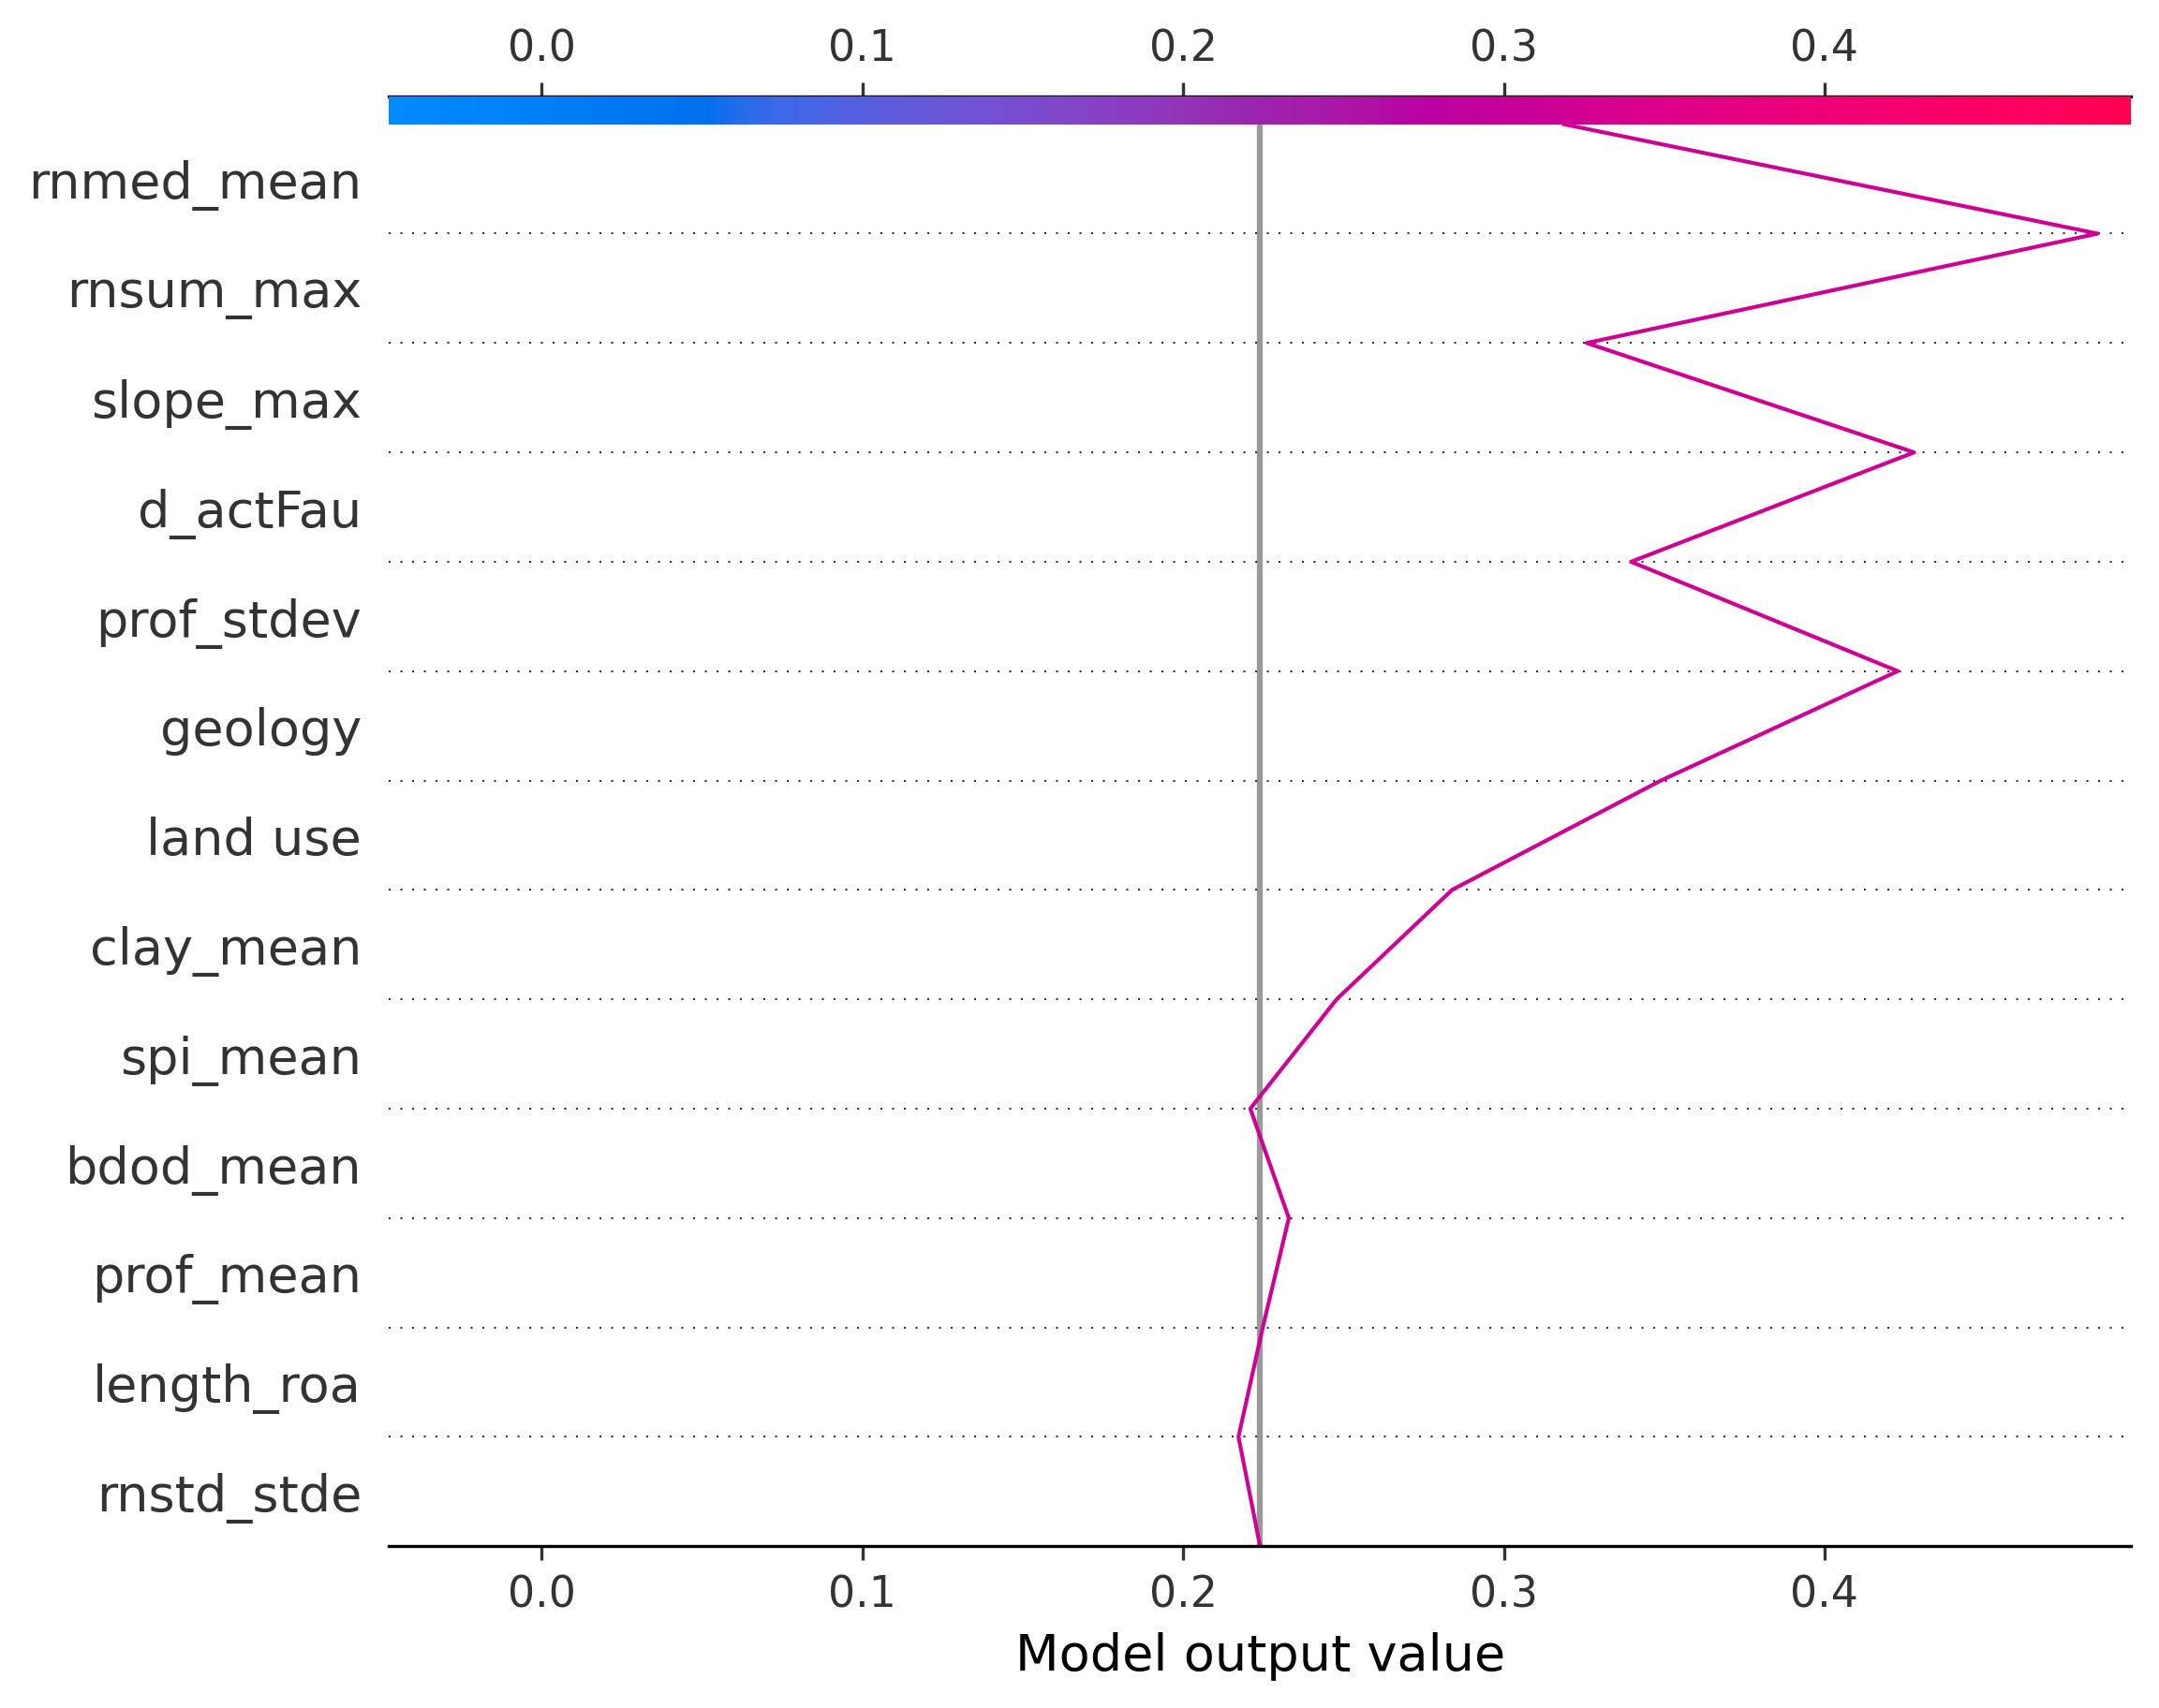 0.0 0.1 0.2 0.3 0.4
rnmed_mean
rnsum_max
slope_max
d_actFau
prof_stdev
geology
land use
clay_mean
spi_mean
bdod_mean
prof_mean
length_roa
rnstd_stde
0.0 0.1 0.2 0.3 0.4
Model output value